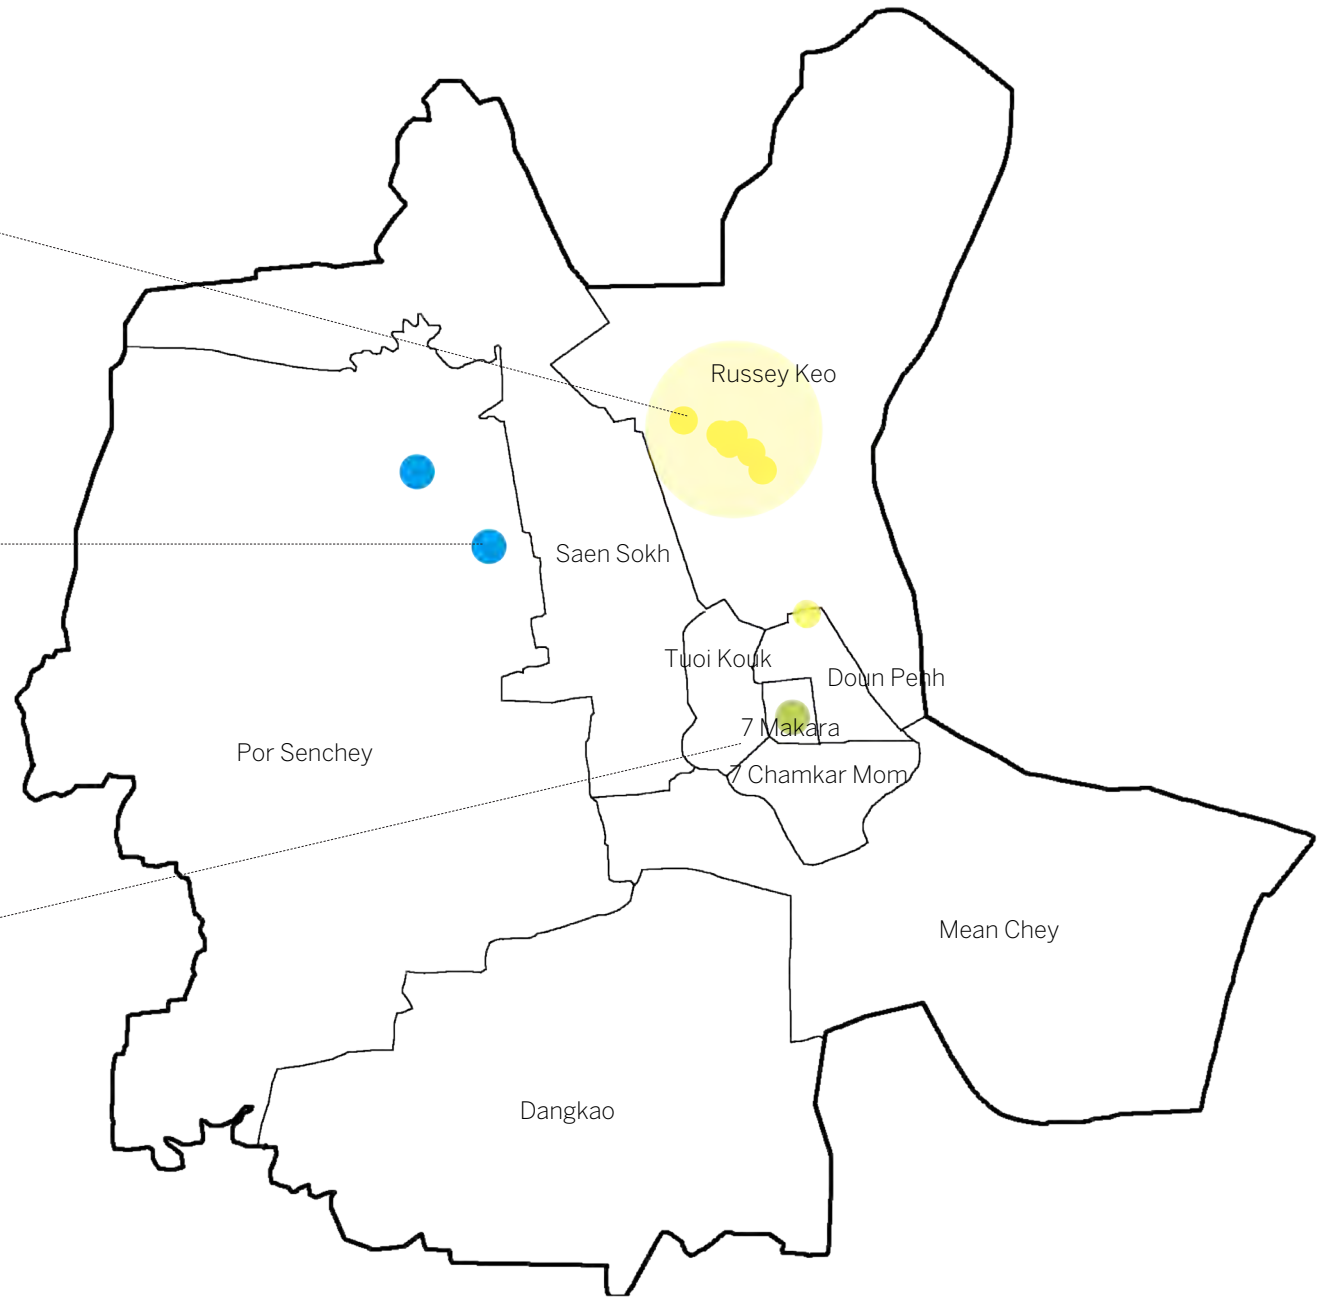 Russey Keo
Saen Sokh
Tuoi Kouk
Doun Penh
7 Makara
Por Senchey
7 Chamkar Mom
Mean Chey
Dangkao